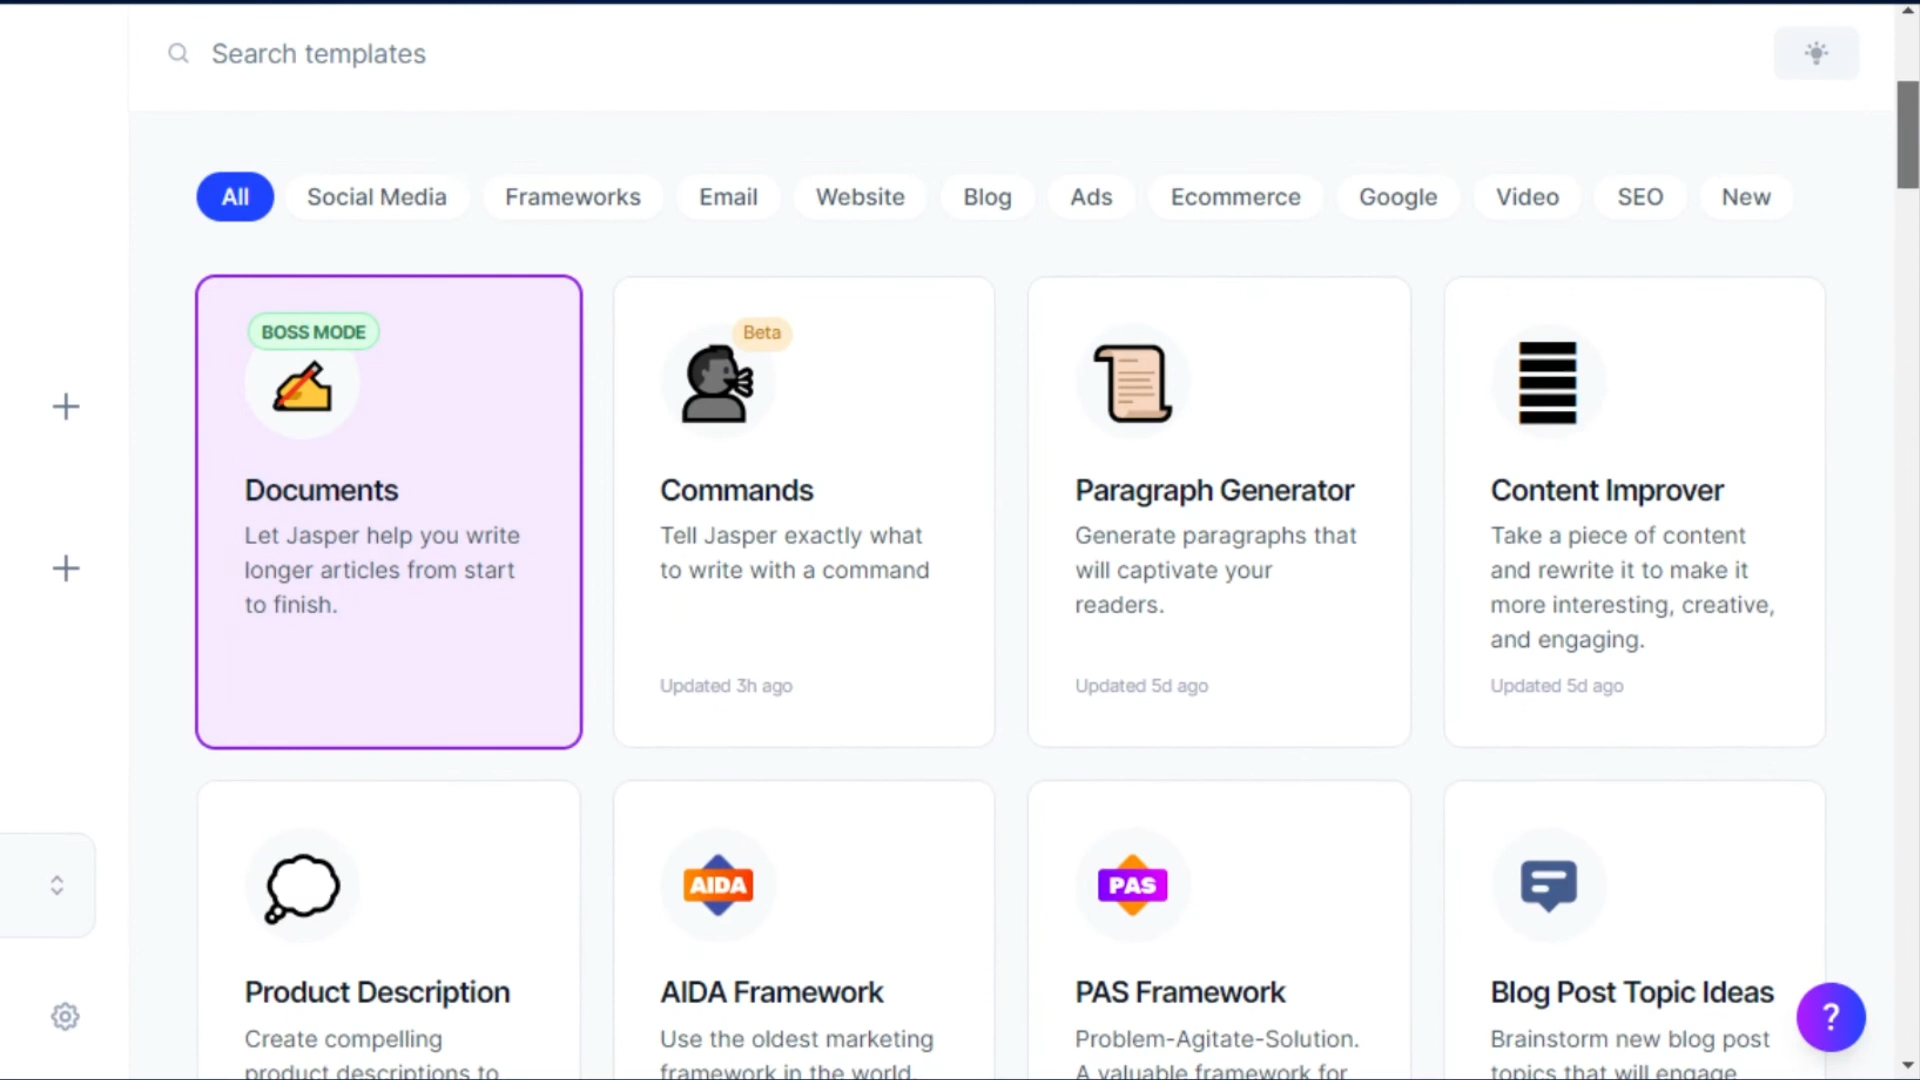 Search templates
All Social Media Frameworks Email Website Blog Ads Ecommerce Google Video SEO New
BOSS MODE
Documents
Let Jasper help you write
longer articles from start
to finish.
Beta
Commands
Tell Jasper exactly what
to write with a command
Updated 3h ago
Paragraph Generator
Generate paragraphs that
will captivate your
readers.
Updated 5d ago
Content Improver
Take a piece of content
and rewrite it to make it
more interesting, creative,
and engaging.
Updated 5d ago
Product Description
Create compelling
product descriptions to
AIDA
AIDA Framework
Use the oldest marketing
framework in the world.
PAS
PAS Framework
Problem-Agitate-Solution.
A valuable framework for
Blog Post Topic Ideas
Brainstorm new blog post
topics that will engage
?